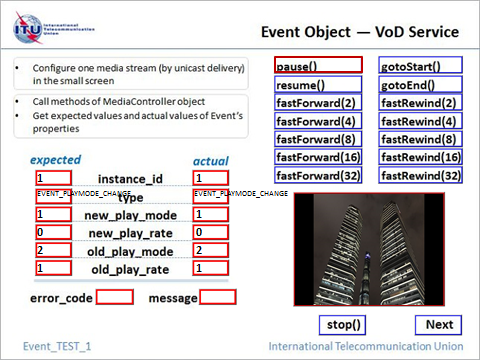 ITU
International
Telecommunication
Union
Event Object — VoD Service
• Configure one media stream (by unicast delivery)
in the small screen
• Call methods of MediaController object
• Get expected values and actual values of Event's
properties
pause() gotoStart()
resume() gotoEnd()
fastForward(2) fastRewind(2)
fastForward(4) fastRewind(4)
fastForward(8) fastRewind(8)
fastForward(16) fastRewind(16)
fastForward(32) fastRewind(32)
expected actual
1 instance_id 1
EVENT_PLAYMODE_CHANGE type EVENT_PLAYMODE_CHANGE
1 new_play_mode 1
0 new_play_rate 0
2 old_play_mode 2
1 old_play_rate 1
error_code message
stop() Next
Event_TEST_1 International Telecommunication Union